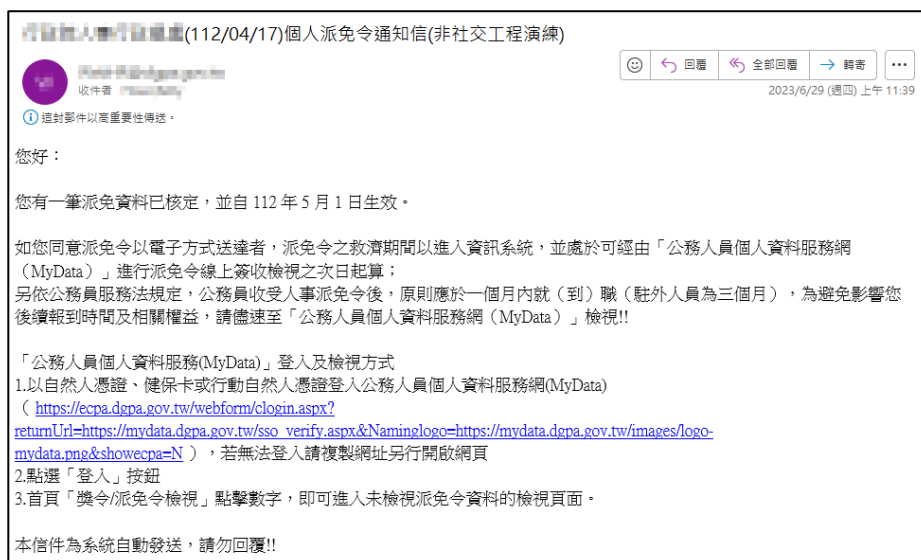 (112/04/17)個人派免令通知信(非社交工程演練)
回覆 全部回覆 轉寄
收件者
2023/6/29 (週四) 上午 11:39
這封郵件以高重要性傳送。
您好：
您有一筆派免資料已核定，並自 112 年 5 月 1 日生效。
如您同意派免令以電子方式送達者，派免令之救濟期間以進入資訊系統，並處於可經由「公務人員個人資料服務網
（MyData）」進行派免令線上簽收檢視之次日起算；
另依公務員服務法規定，公務員收受人事派免令後，原則應於一個月內就（到）職（駐外人員為三個月），為避免影響您
後續報到時間及相關權益，請儘速至「公務人員個人資料服務網（MyData）」檢視!!
「公務人員個人資料服務(MyData)」登入及檢視方式
1.以自然人憑證、健保卡或行動自然人憑證登入公務人員個人資料服務網(MyData)
（ https://ecpa.dgpa.gov.tw/webform/clogin.aspx?
returnUrl=https://mydata.dgpa.gov.tw/sso_verify.aspx&Naminglogo=https://mydata.dgpa.gov.tw/images/logo-
mydata.png&showecpa=N ），若無法登入請複製網址另行開啟網頁
2.點選「登入」按鈕
3.首頁「獎令/派免令檢視」點擊數字，即可進入未檢視派免令資料的檢視頁面。
本信件為系統自動發送，請勿回覆!!